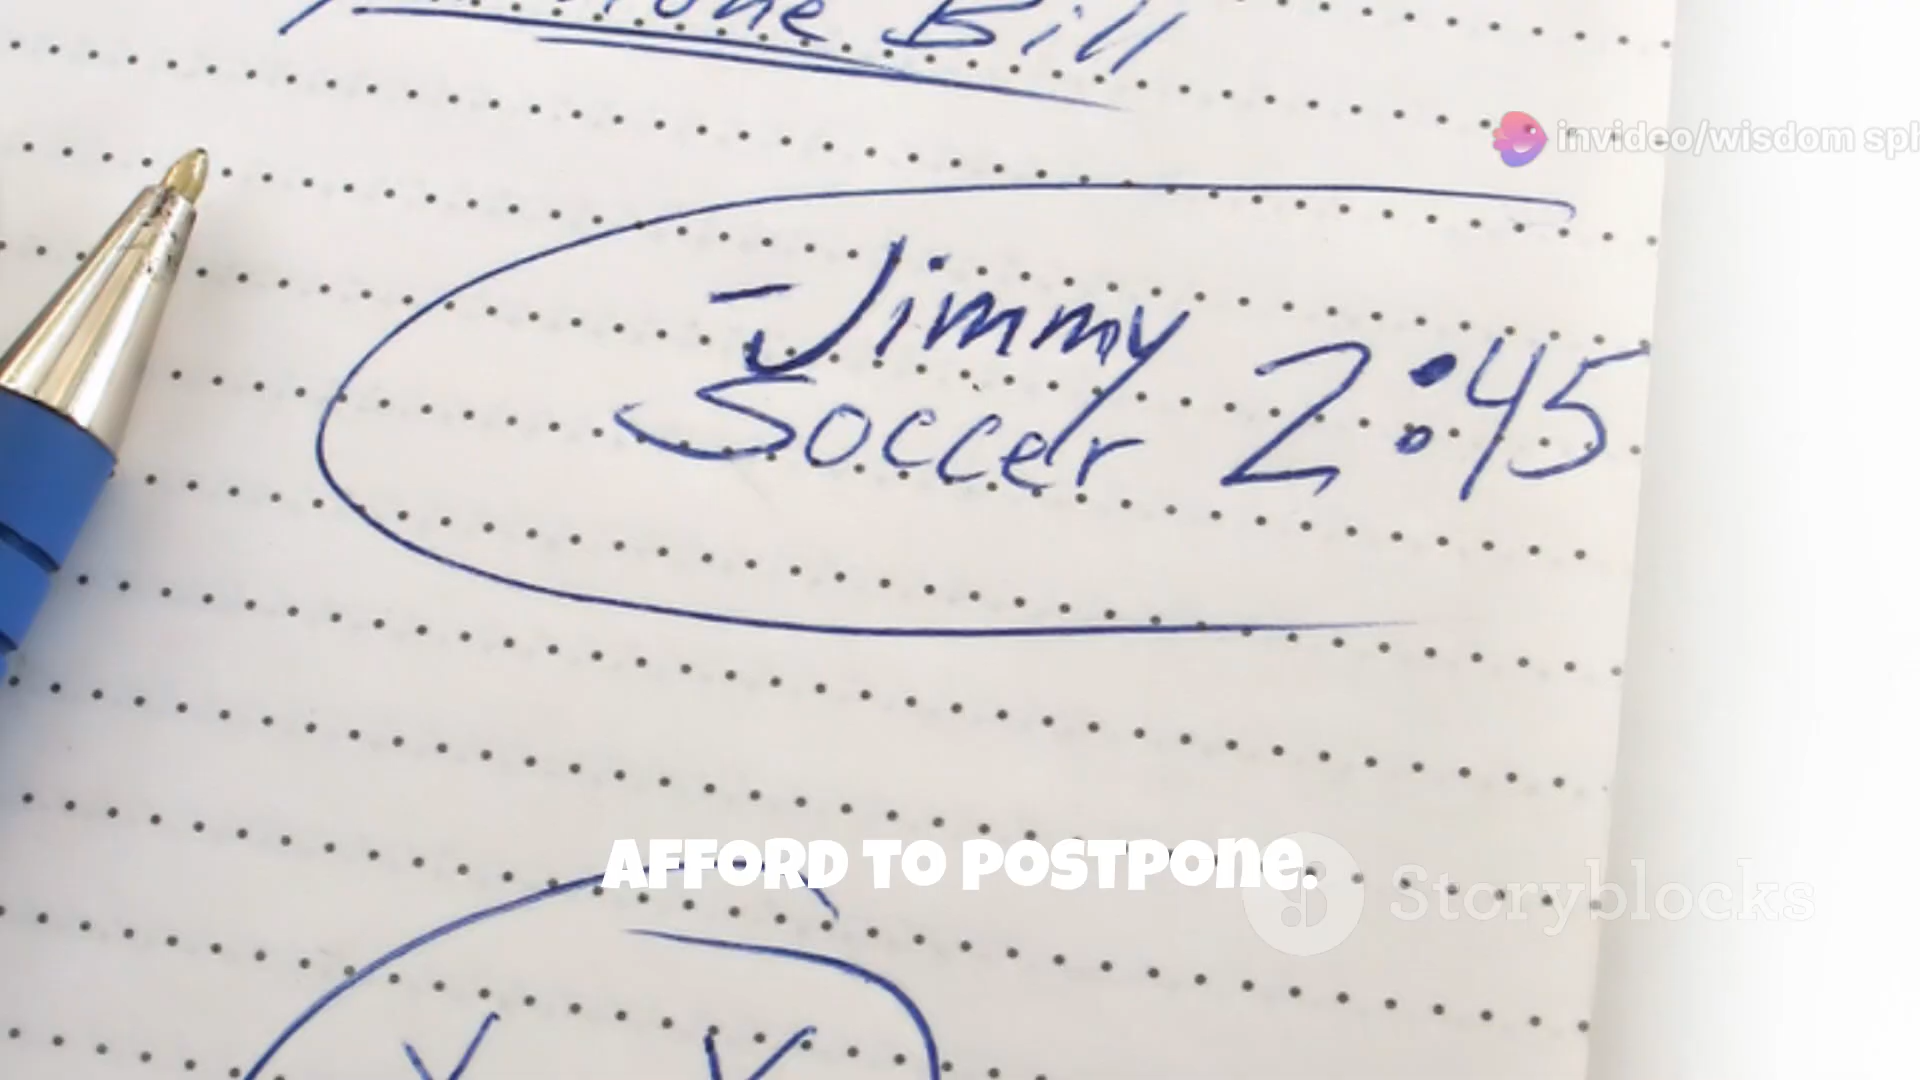 Bill
invideo/wisdom sph
-Jimmy
Soccer 2:45
AFFORD TO POSTPONE.
Storyblocks